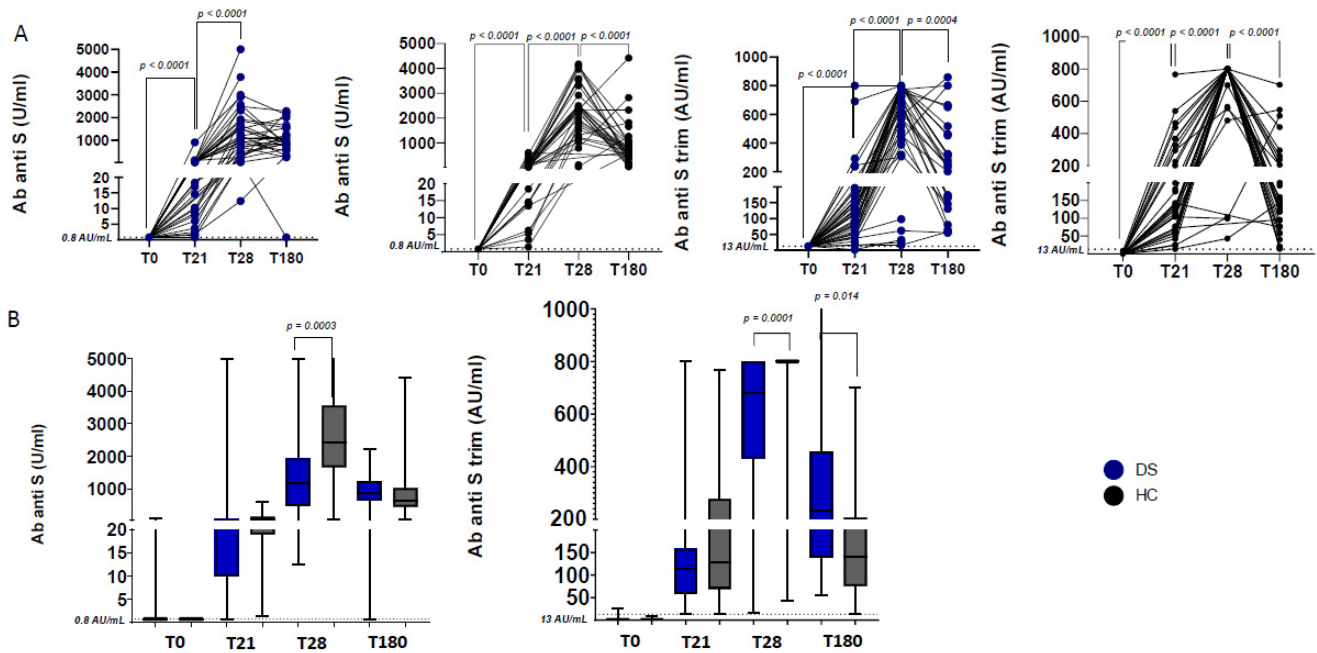 A
p < 0.0001
p < 0.0001
Ab anti S (U/ml)
5000
4000
3000
2000
1000
20
15
10
5
0.8 AU/mL
T0 T21 T28 T180
p < 0.0001 p < 0.0001 p < 0.0001
Ab anti S (U/ml)
5000
4000
3000
2000
1000
20
15
10
5
0.8 AU/mL
T0 T21 T28 T180
p < 0.0001 p = 0.0004
p < 0.0001
Ab anti S trim (AU/ml)
1000
800
600
400
200
150
100
50
13 AU/mL
T0 T21 T28 T180
p < 0.0001 p < 0.0001 p < 0.0001
Ab anti S trim (AU/ml)
1000
800
600
400
200
150
100
50
13 AU/mL
T0 T21 T28 T180
B
p = 0.0003
Ab anti S (U/ml)
5000
4000
3000
2000
1000
20
15
10
5
0.8 AU/mL
T0 T21 T28 T180
p = 0.0001
p = 0.014
Ab anti S trim (AU/ml)
1000
800
600
400
200
150
100
50
13 AU/mL
T0 T21 T28 T180
DS
HC